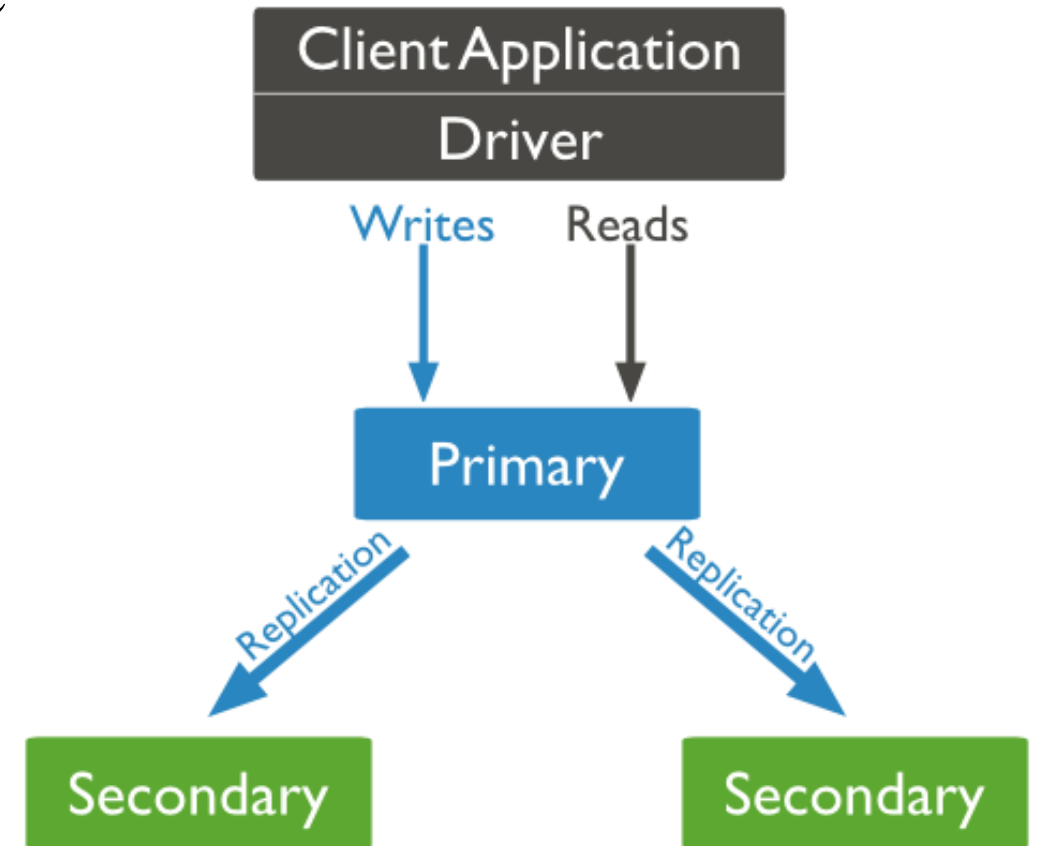 Client Application
Driver
Writes
Reads
Primary
Replication
Replication
Secondary
Secondary